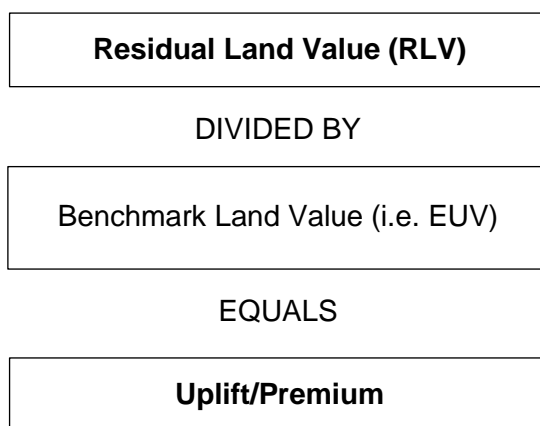 Residual Land Value (RLV)
DIVIDED BY
Benchmark Land Value (i.e. EUV)
EQUALS
Uplift/Premium